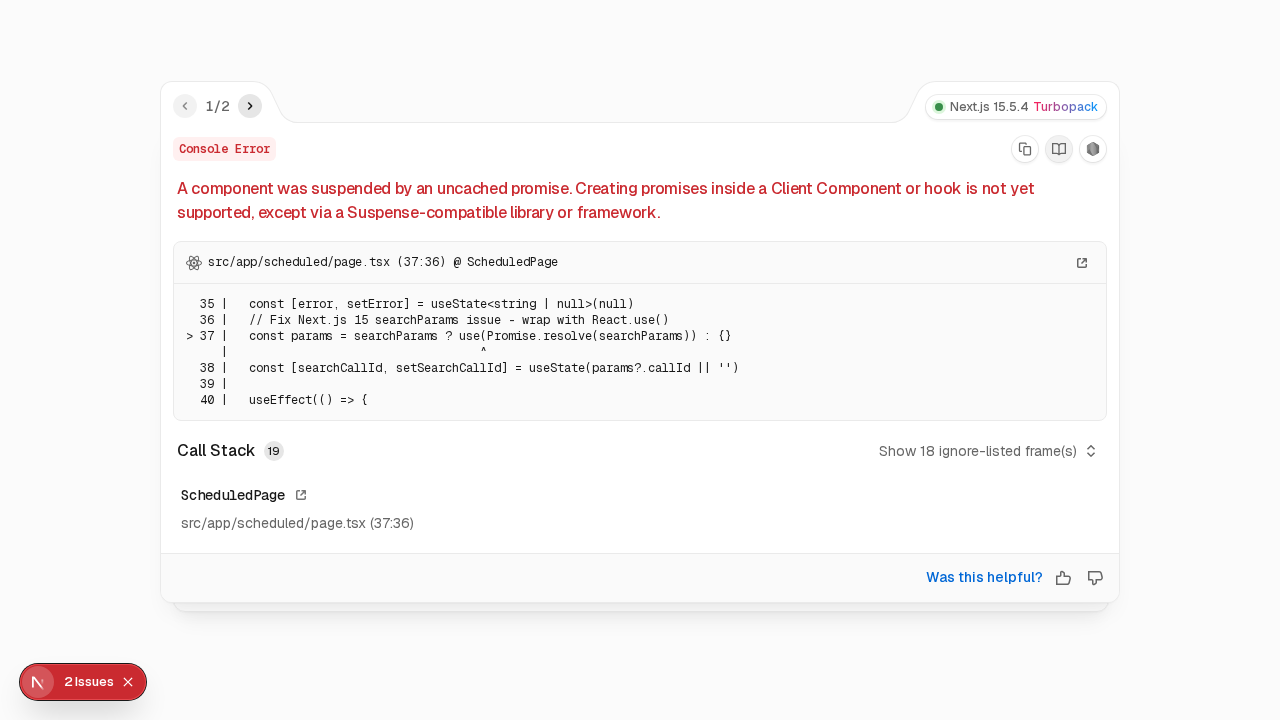 1/2
Next.js 15.5.4 Turbopack
Console Error
A component was suspended by an uncached promise. Creating promises inside a Client Component or hook is not yet
supported, except via a Suspense-compatible library or framework.
src/app/scheduled/page.tsx (37:36) @ ScheduledPage
  35 |   const [error, setError] = useState<string | null>(null)
  36 |   // Fix Next.js 15 searchParams issue - wrap with React.use()
> 37 |   const params = searchParams ? use(Promise.resolve(searchParams)) : {}
     |                                    ^
  38 |   const [searchCallId, setSearchCallId] = useState(params?.callId || '')
  39 |
  40 |   useEffect(() => {
Call Stack 19
Show 18 ignore-listed frame(s)
ScheduledPage
src/app/scheduled/page.tsx (37:36)
Was this helpful?
N 2 Issues